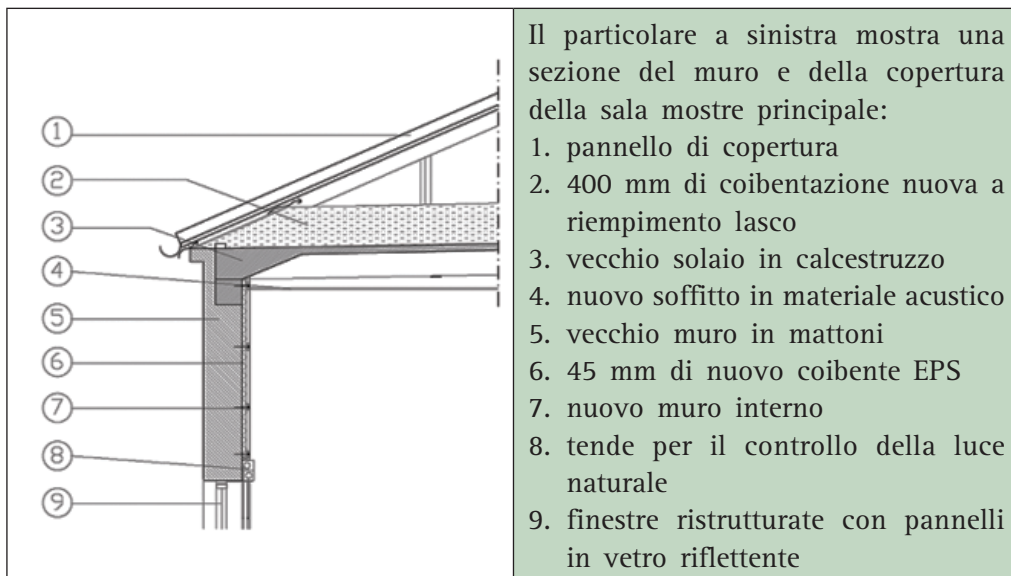 1
2
3
4
5
6
7
8
9
Il particolare a sinistra mostra una
sezione del muro e della copertura
della sala mostre principale:
1. pannello di copertura
2. 400 mm di coibentazione nuova a
riempimento lasco
3. vecchio solaio in calcestruzzo
4. nuovo soffitto in materiale acustico
5. vecchio muro in mattoni
6. 45 mm di nuovo coibente EPS
7. nuovo muro interno
8. tende per il controllo della luce
naturale
9. finestre ristrutturate con pannelli
in vetro riflettente